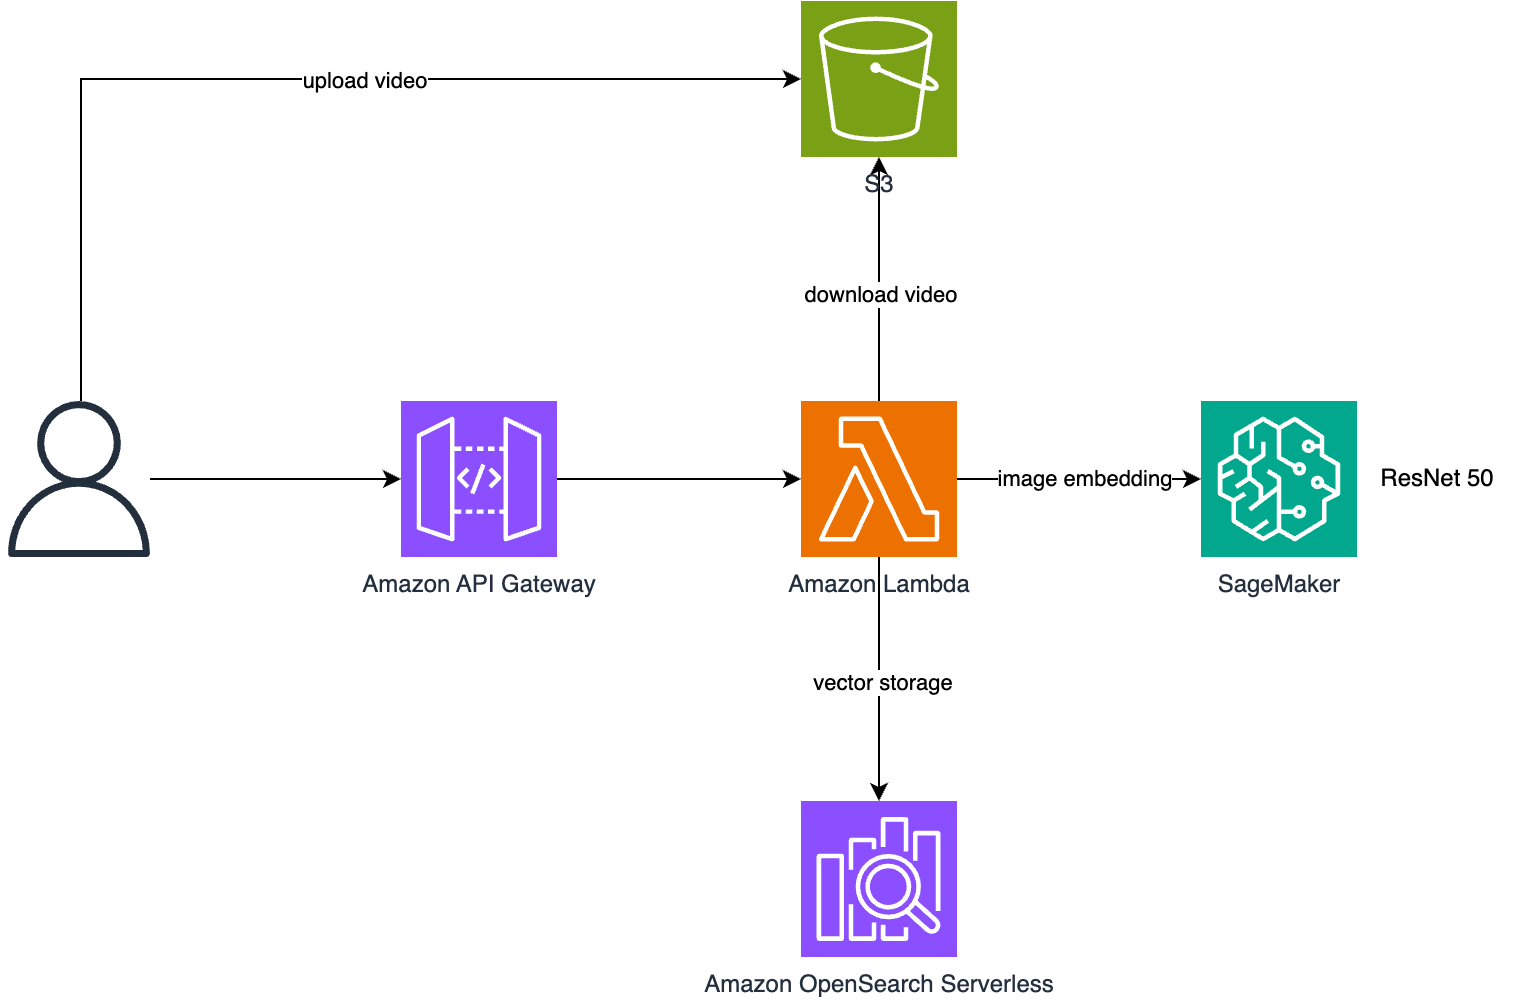 upload video
S3
download video
</>
image embedding
ResNet 50
Amazon API Gateway
Amazon Lambda
SageMaker
vector storage
Amazon OpenSearch Serverless